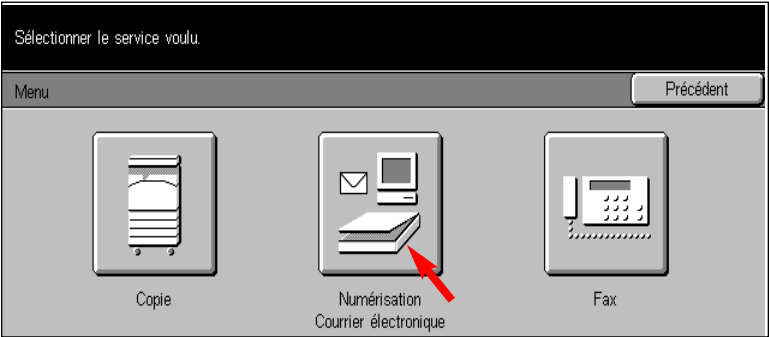 Sélectionner le service voulu.
Menu
Précédent
Copie
Numérisation
Courrier électronique
Fax